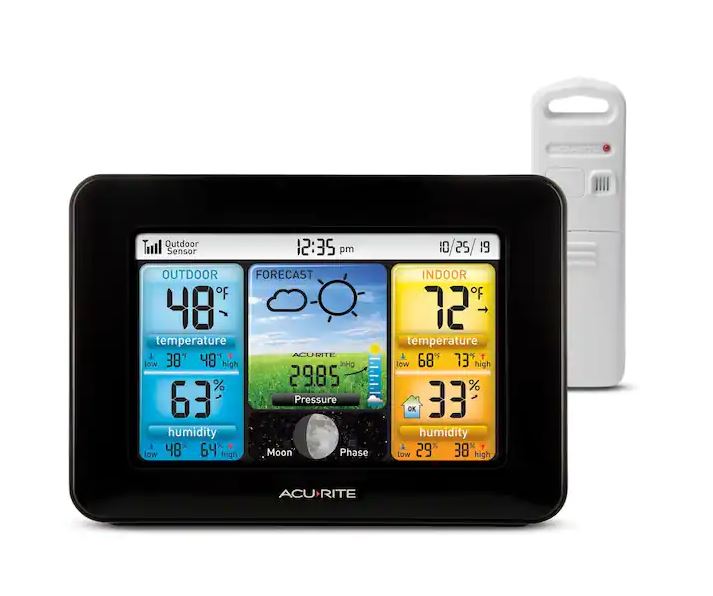 ACURITE
Outdoor Sensor 12:35 pm 10/25/19
OUTDOOR
48°F
temperature
low 38°F 48°F high
63%
humidity
low 48% 64% high
FORECAST
ACURITE
29.85 inHg
Pressure
Moon Phase
INDOOR
72°F
temperature
low 68°F 73°F high
OK 33%
humidity
low 29% 38% high
ACURITE